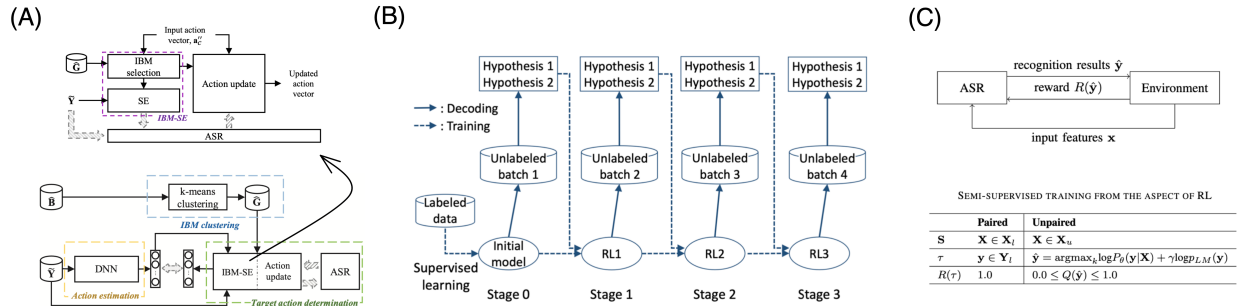 (A)
Input action
vector, a''_c
Ĝ
IBM
selection
Action update
Updated
action
vector
Ỹ
SE
IBM-SE
ASR
B̃
k-means
clustering
G̃
IBM clustering
Ỹ
DNN
Action estimation
IBM-SE
Action
update
ASR
Target action determination
(B)
Hypothesis 1
Hypothesis 2
Hypothesis 1
Hypothesis 2
Hypothesis 1
Hypothesis 2
Hypothesis 1
Hypothesis 2
: Decoding
: Training
Unlabeled
batch 1
Unlabeled
batch 2
Unlabeled
batch 3
Unlabeled
batch 4
Labeled
data
Initial
model
RL1
RL2
RL3
Supervised
learning
Stage 0
Stage 1
Stage 2
Stage 3
(C)
ASR
recognition results ŷ
reward R(ŷ)
Environment
input features x
SEMI-SUPERVISED TRAINING FROM THE ASPECT OF RL
Paired Unpaired
S X ∈ X_l X ∈ X_u
τ y ∈ Y_l ŷ = argmax_k logP_θ(y|X) + γlogp_LM(y)
R(τ) 1.0 0.0 ≤ Q(ŷ) ≤ 1.0